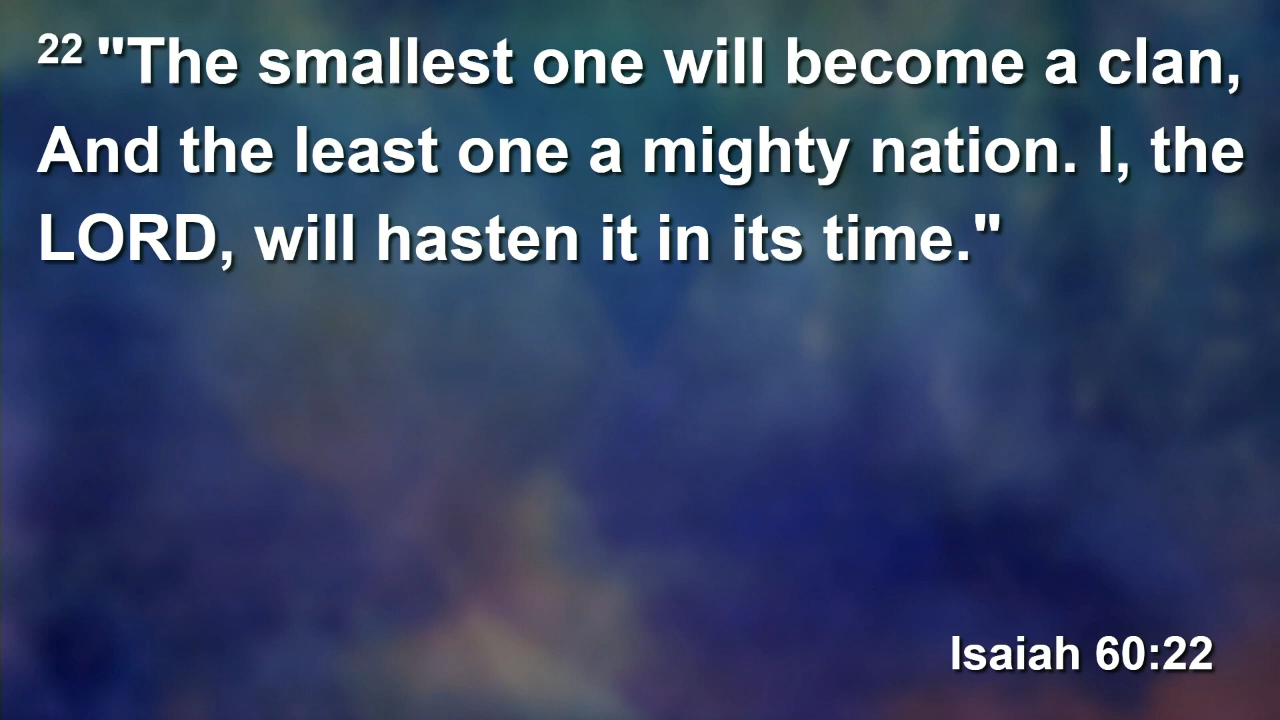 22 "The smallest one will become a clan,
And the least one a mighty nation. I, the
LORD, will hasten it in its time."
Isaiah 60:22